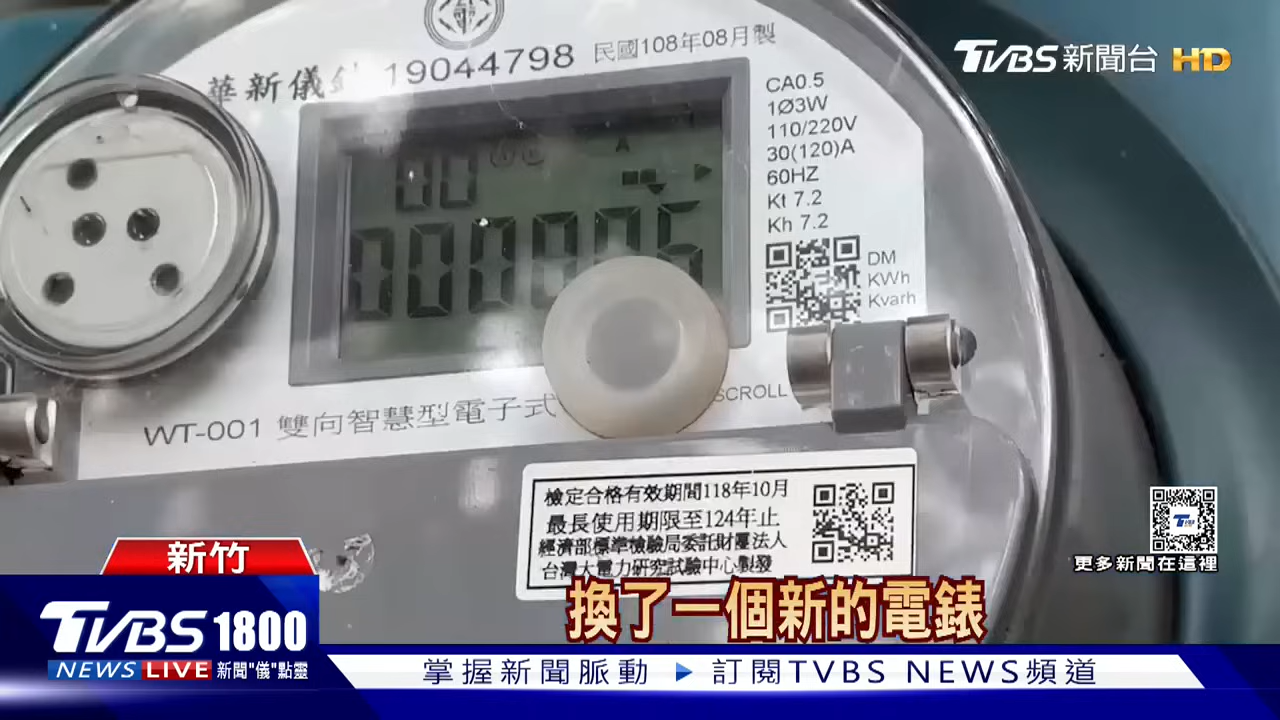 TVBS新聞台 HD
華新儀 19044798 民國108年08月製
CA0.5
1Ø3W
110/220V
30(120)A
60HZ
Kt 7.2
Kh 7.2
DM
KWh
Kvarh
00
SCROLL
WT-001 雙向智慧型電子式
檢定合格有效期間118年10月
最長使用期限至124年止
經濟部標準檢驗局委託財團法人
台灣大電力研究試驗中心製發
更多新聞在這裡
新竹
換了一個新的電錶
TVBS 1800
NEWS LIVE 新聞"儀"點靈
掌握新聞脈動 訂閱TVBS NEWS頻道